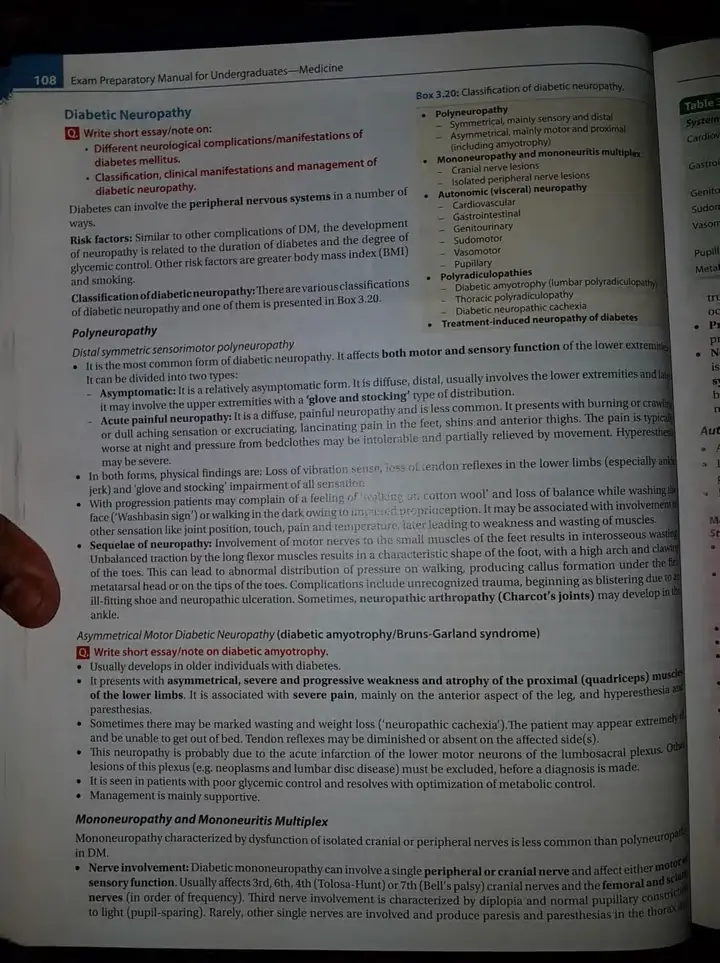 108 Exam Preparatory Manual for Undergraduates—Medicine
Diabetic Neuropathy
Q. Write short essay/note on:
• Different neurological complications/manifestations of
diabetes mellitus.
• Classification, clinical manifestations and management of
diabetic neuropathy.
Diabetes can involve the peripheral nervous systems in a number of
ways.
Risk factors: Similar to other complications of DM, the development
of neuropathy is related to the duration of diabetes and the degree of
glycemic control. Other risk factors are greater body mass index (BMI)
and smoking.
Classification of diabetic neuropathy: There are various classifications
of diabetic neuropathy and one of them is presented in Box 3.20.
Box 3.20: Classification of diabetic neuropathy.
• Polyneuropathy
– Symmetrical, mainly sensory and distal
– Asymmetrical, mainly motor and proximal
(including amyotrophy)
• Mononeuropathy and mononeuritis multiplex
– Cranial nerve lesions
– Isolated peripheral nerve lesions
• Autonomic (visceral) neuropathy
– Cardiovascular
– Gastrointestinal
– Genitourinary
– Sudomotor
– Vasomotor
– Pupillary
• Polyradiculopathies
– Diabetic amyotrophy (lumbar polyradiculopathy)
– Thoracic polyradiculopathy
– Diabetic neuropathic cachexia
• Treatment-induced neuropathy of diabetes
Polyneuropathy
Distal symmetric sensorimotor polyneuropathy
• It is the most common form of diabetic neuropathy. It affects both motor and sensory function of the lower
It can be divided into two types:
– Asymptomatic: It is a relatively asymptomatic form. It is diffuse, distal, usually involves the lower extremities and
it may involve the upper extremities with a 'glove and stocking' type of distribution.
– Acute painful neuropathy: It is a diffuse, painful neuropathy and is less common. It presents with burning or
or dull aching sensation or excruciating, lancinating pain in the feet, shins and anterior thighs. The pain is
worse at night and pressure from bedclothes may be intolerable and partially relieved by movement.
may be severe.
• In both forms, physical findings are: Loss of vibration sense, loss of tendon reflexes in the lower limbs (especially
jerk) and 'glove and stocking' impairment of all sensation
• With progression patients may complain of a feeling of 'walking on cotton wool' and loss of balance while washing
face ('Washbasin sign') or walking in the dark owing to impaired proprioception. It may be associated with involvement
other sensation like joint position, touch, pain and temperature, later leading to weakness and wasting of muscles.
• Sequelae of neuropathy: Involvement of motor nerves to the small muscles of the feet results in interosseous wasting
Unbalanced traction by the long flexor muscles results in a characteristic shape of the foot, with a high arch and
of the toes. This can lead to abnormal distribution of pressure on walking, producing callus formation under the
metatarsal head or on the tips of the toes. Complications include unrecognized trauma, beginning as blistering due to
ill-fitting shoe and neuropathic ulceration. Sometimes, neuropathic arthropathy (Charcot's joints) may develop in
ankle.
Asymmetrical Motor Diabetic Neuropathy (diabetic amyotrophy/Bruns-Garland syndrome)
Q. Write short essay/note on diabetic amyotrophy.
• Usually develops in older individuals with diabetes.
• It presents with asymmetrical, severe and progressive weakness and atrophy of the proximal (quadriceps)
of the lower limbs. It is associated with severe pain, mainly on the anterior aspect of the leg, and hyperesthesia and
paresthesias.
• Sometimes there may be marked wasting and weight loss ('neuropathic cachexia').The patient may appear extremely
and be unable to get out of bed. Tendon reflexes may be diminished or absent on the affected side(s).
• This neuropathy is probably due to the acute infarction of the lower motor neurons of the lumbosacral plexus.
lesions of this plexus (e.g. neoplasms and lumbar disc disease) must be excluded, before a diagnosis is made.
• It is seen in patients with poor glycemic control and resolves with optimization of metabolic control.
• Management is mainly supportive.
Mononeuropathy and Mononeuritis Multiplex
Mononeuropathy characterized by dysfunction of isolated cranial or peripheral nerves is less common than
in DM.
• Nerve involvement: Diabetic mononeuropathy can involve a single peripheral or cranial nerve and affect either motor
sensory function. Usually affects 3rd, 6th, 4th (Tolosa-Hunt) or 7th (Bell's palsy) cranial nerves and the femoral and
nerves (in order of frequency). Third nerve involvement is characterized by diplopia and normal pupillary
to light (pupil-sparing). Rarely, other single nerves are involved and produce paresis and paresthesias in the thorax
Table
System